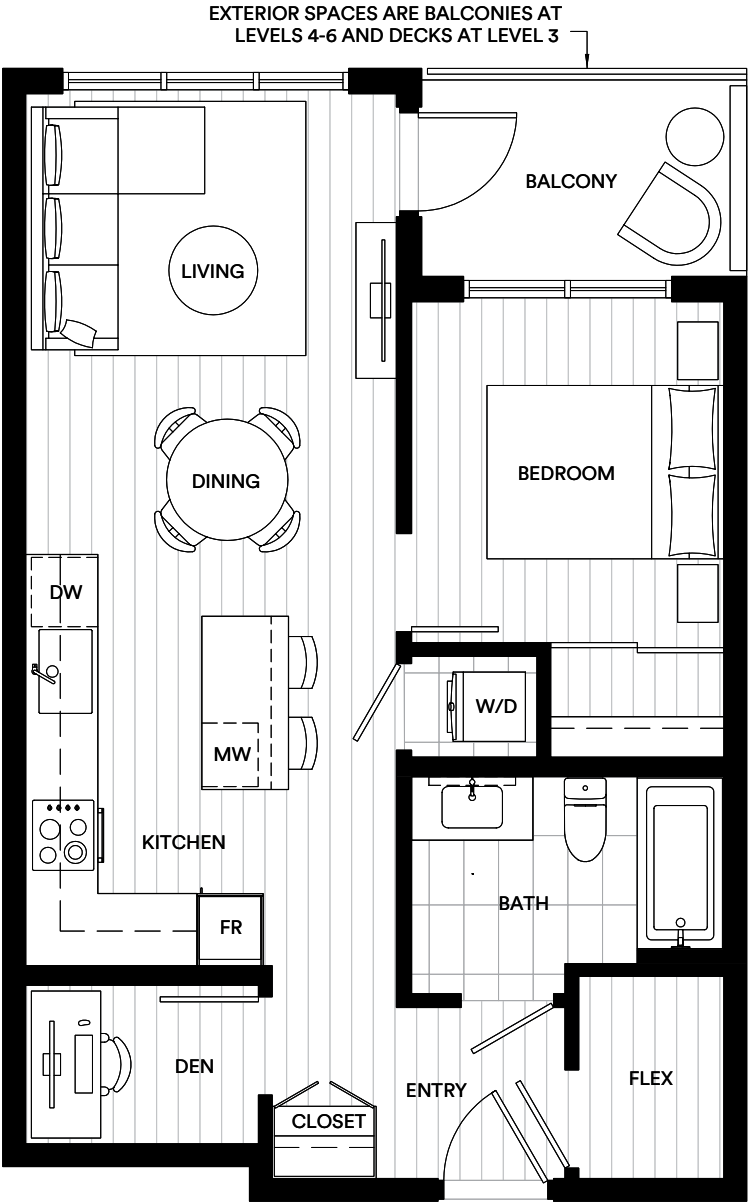 EXTERIOR SPACES ARE BALCONIES AT
LEVELS 4-6 AND DECKS AT LEVEL 3
BALCONY
LIVING
BEDROOM
DINING
DW
W/D
MW
KITCHEN
BATH
FR
DEN
FLEX
ENTRY
CLOSET